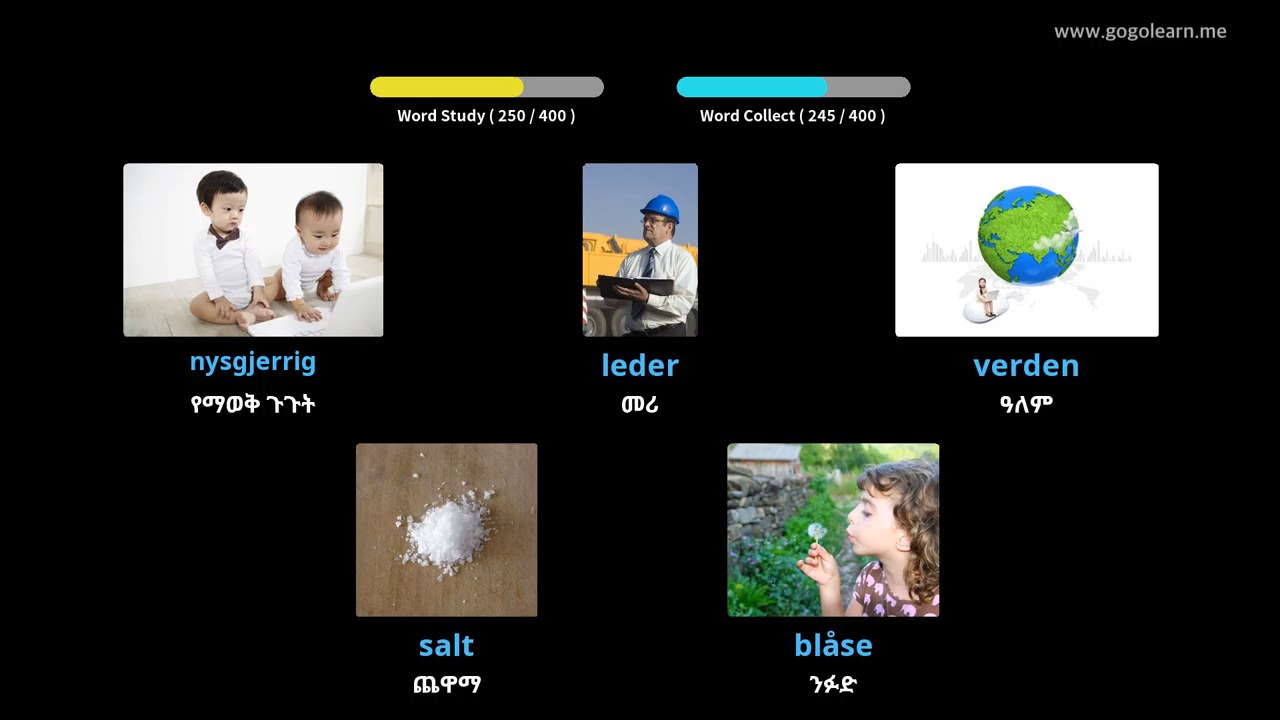 www.gogolearn.me
Word Study ( 250 / 400 )
Word Collect ( 245 / 400 )
nysgjerrig
leder
verden
የማወቅ ጉጉት
መሪ
ዓለም
salt
blåse
ጨዋማ
ንፉድ